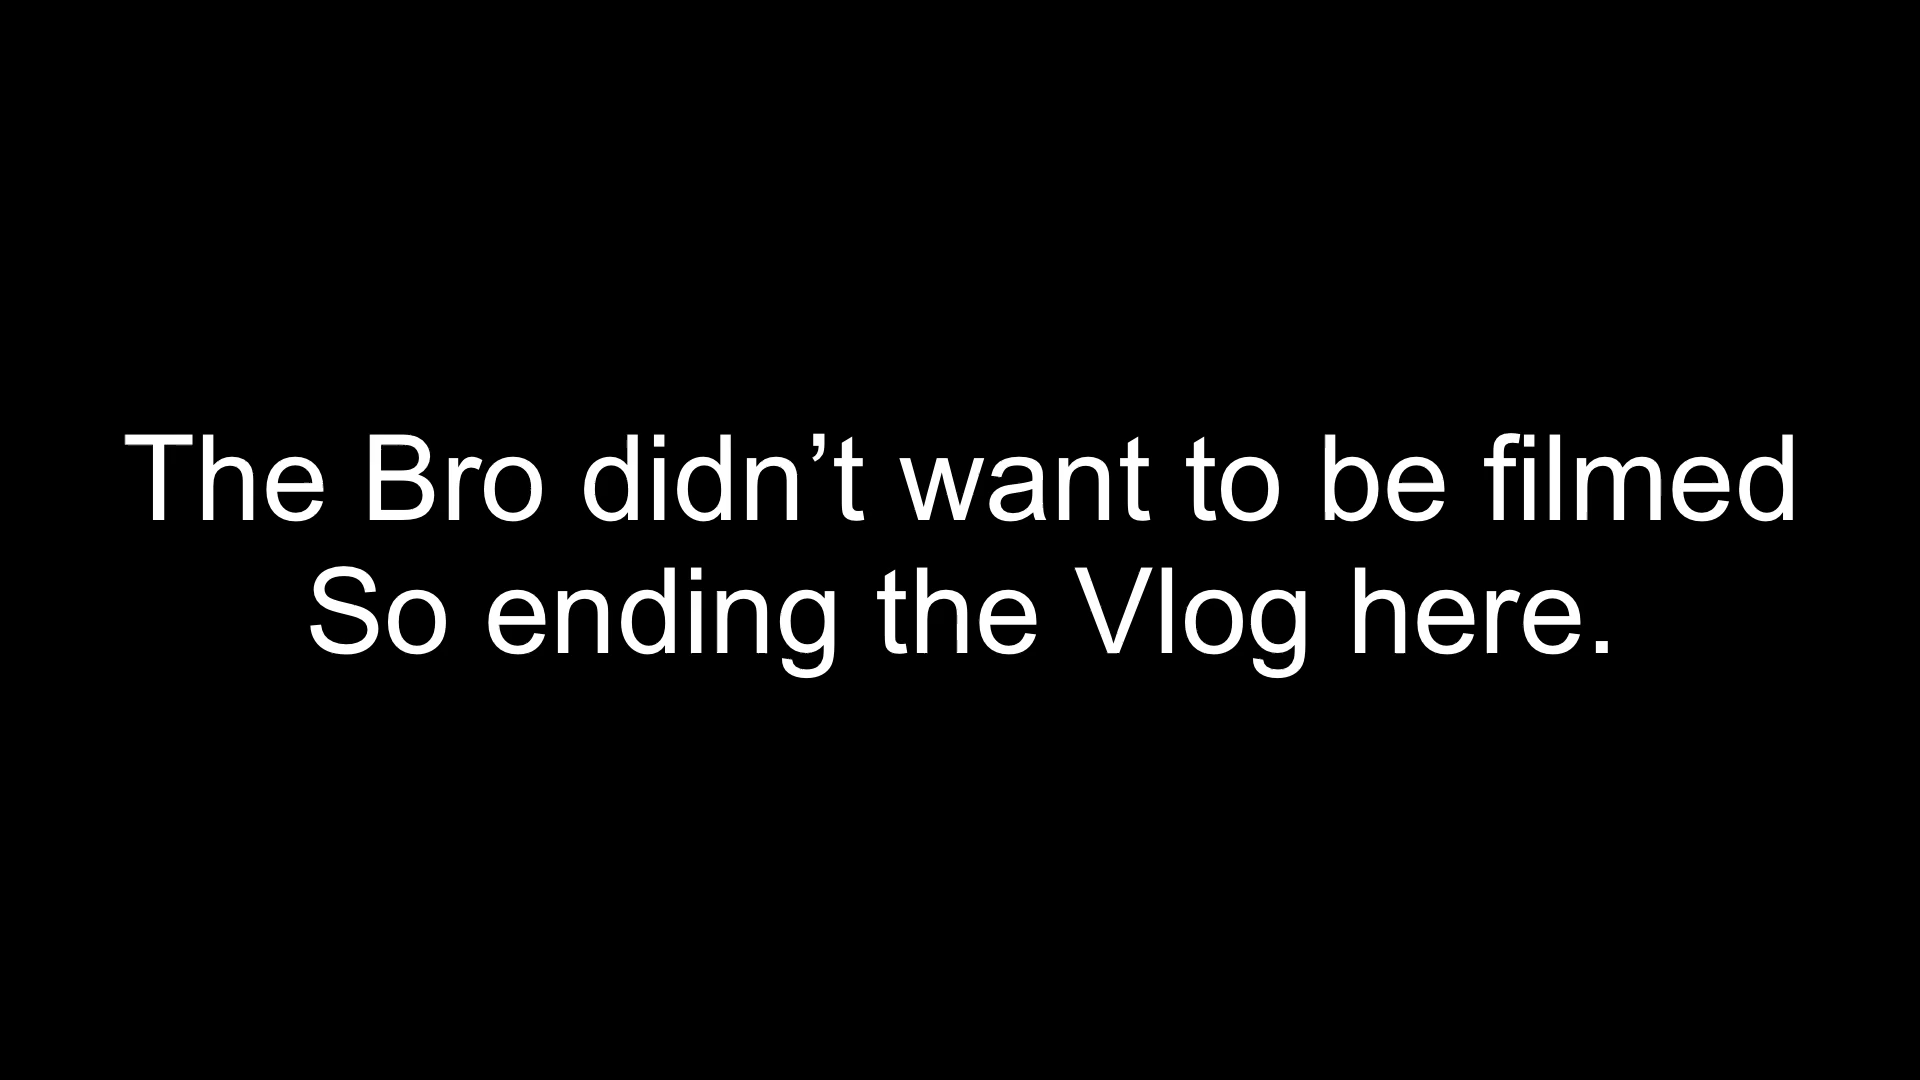 The Bro didn’t want to be filmed
So ending the Vlog here.